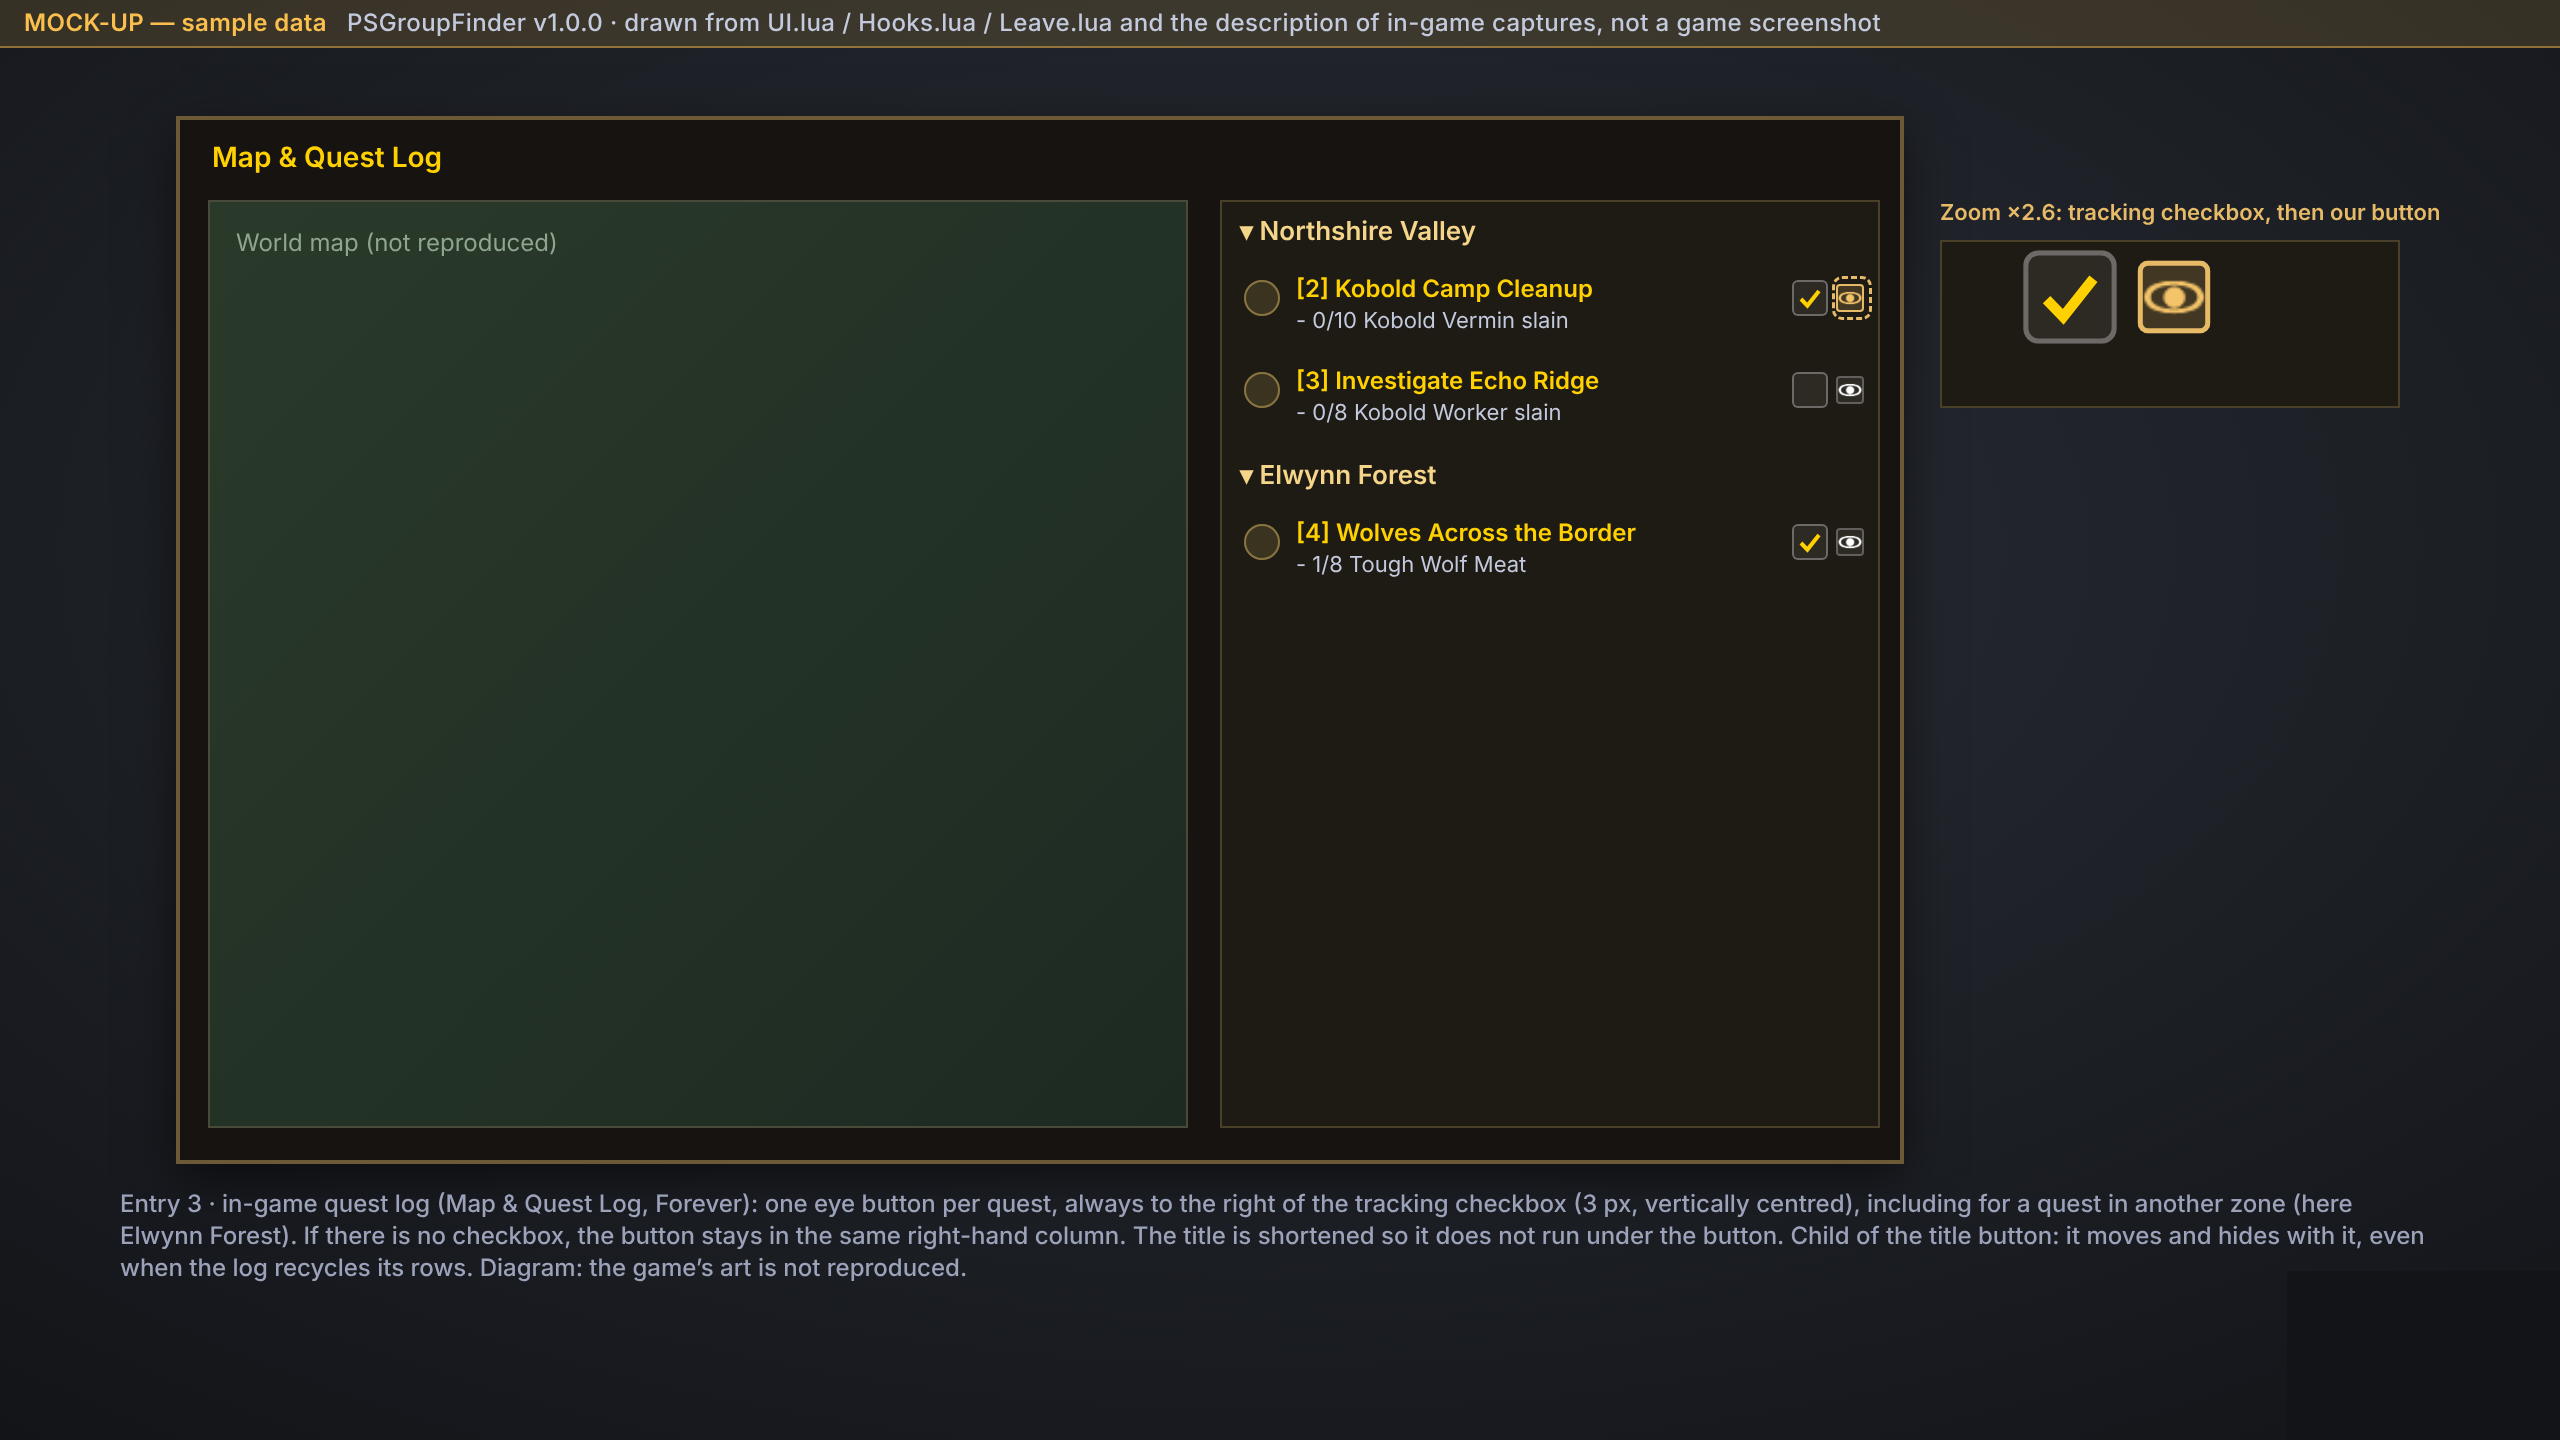 MOCK-UP — sample data PSGroupFinder v1.0.0 · drawn from UI.lua / Hooks.lua / Leave.lua and the description of in-game captures, not a game screenshot
Map & Quest Log
World map (not reproduced)
▾ Northshire Valley
[2] Kobold Camp Cleanup
- 0/10 Kobold Vermin slain
[3] Investigate Echo Ridge
- 0/8 Kobold Worker slain
▾ Elwynn Forest
[4] Wolves Across the Border
- 1/8 Tough Wolf Meat
Zoom ×2.6: tracking checkbox, then our button
Entry 3 · in-game quest log (Map & Quest Log, Forever): one eye button per quest, always to the right of the tracking checkbox (3 px, vertically centred), including for a quest in another zone (here
Elwynn Forest). If there is no checkbox, the button stays in the same right-hand column. The title is shortened so it does not run under the button. Child of the title button: it moves and hides with it, even
when the log recycles its rows. Diagram: the game’s art is not reproduced.